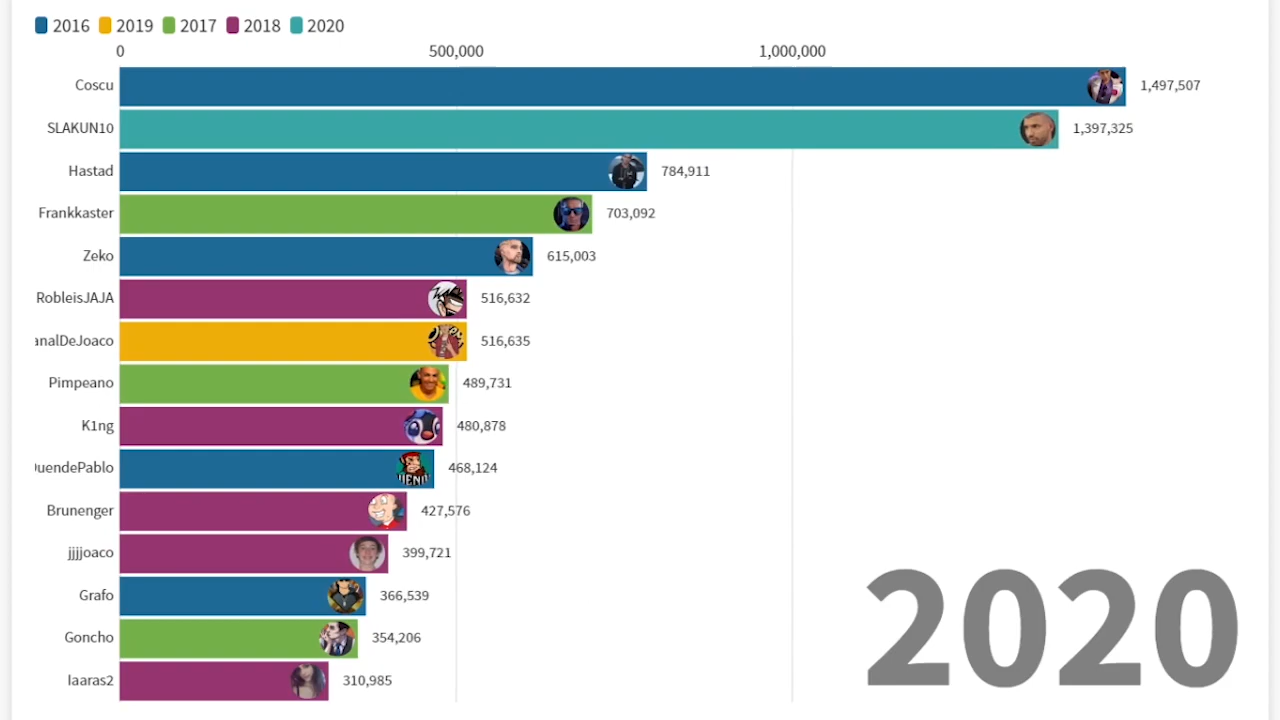 2016 2019 2017 2018 2020
0 500,000 1,000,000
Coscu 1,497,507
SLAKUN10 1,397,325
Hastad 784,911
Frankkaster 703,092
Zeko 615,003
RobleisJAJA 516,632
analDeJoaco 516,635
Pimpeano 489,731
K1ng 480,878
uendePablo 468,124
Brunenger 427,576
jjjjoaco 399,721
Grafo 366,539
Goncho 354,206
laaras2 310,985
2020